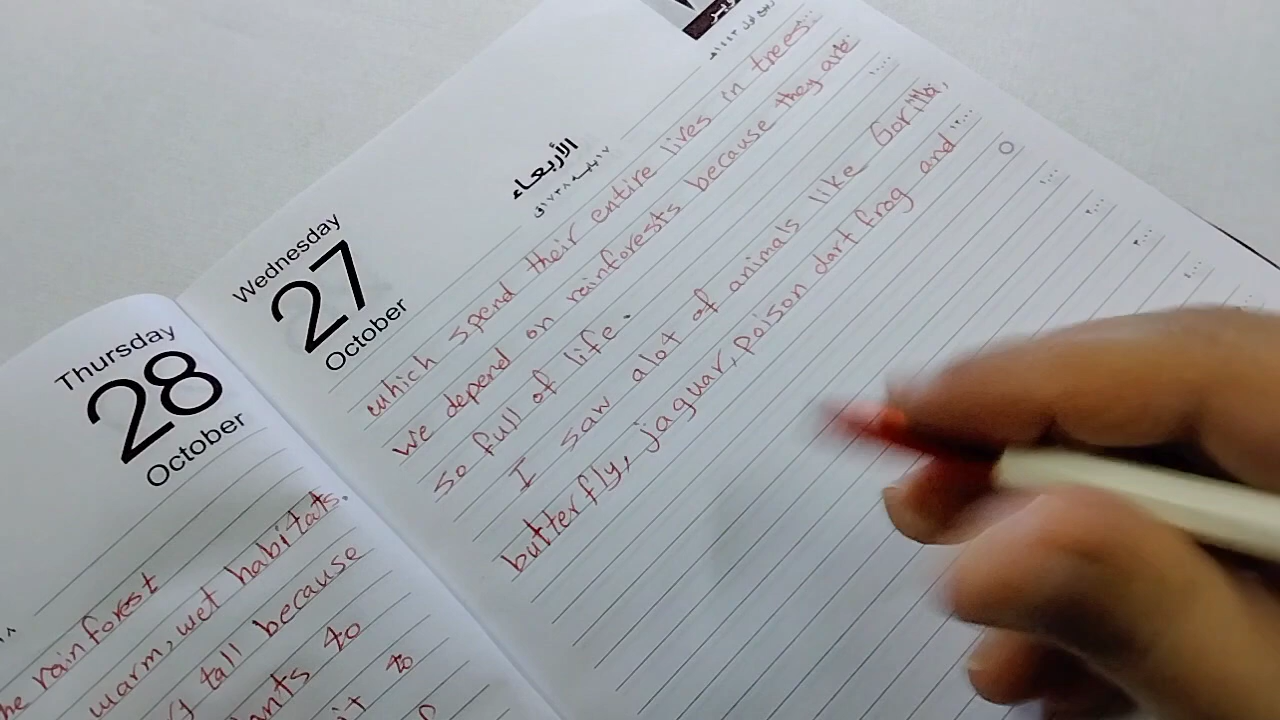 Thursday
28
October
he rainforest
warm, wet habitats.
tall because
to
it to
Wednesday
27
October
الأربعاء
which spend their entire lives in trees.
we depend on rainforests because they are
so full of life.
I saw alot of animals like Gorilla,
butterfly, jaguar, poison dart frog and